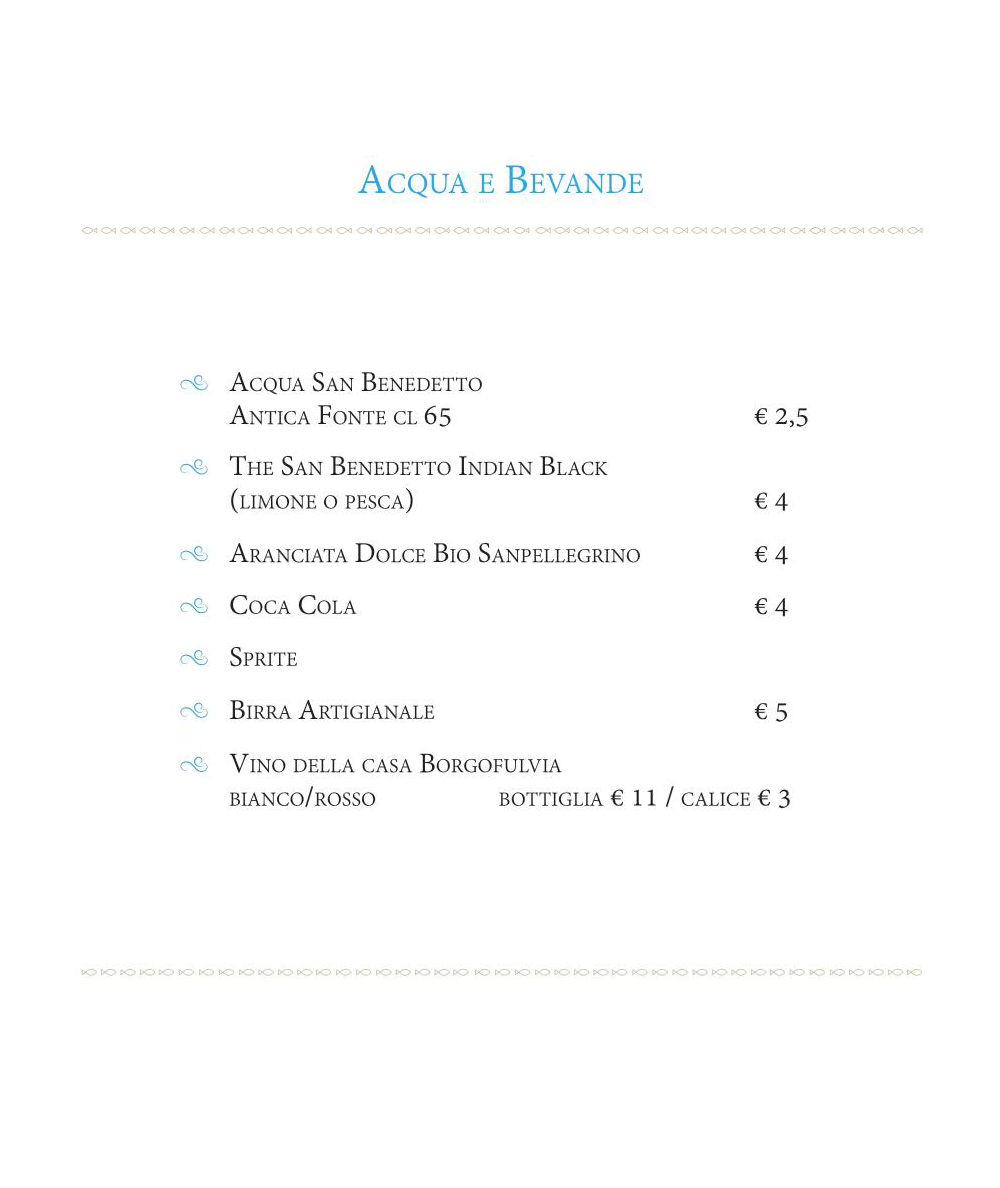 Acqua e Bevande
Acqua San Benedetto
Antica Fonte cl 65 € 2,5
The San Benedetto Indian Black
(limone o pesca) € 4
Aranciata Dolce Bio Sanpellegrino € 4
Coca Cola € 4
Sprite
Birra Artigianale € 5
Vino della casa Borgofulvia
bianco/rosso bottiglia € 11 / calice € 3